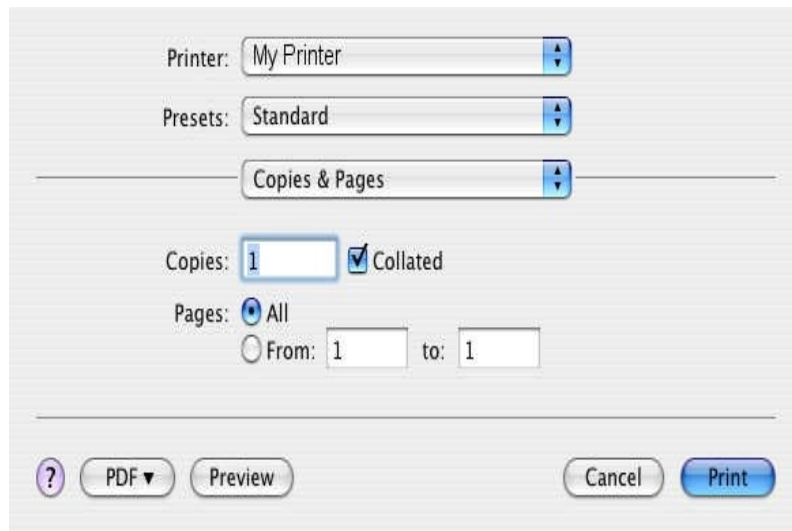 Printer: My Printer
Presets: Standard
Copies & Pages
Copies: 1 Collated
Pages: All
From: 1 to: 1
? PDF▼ Preview Cancel Print